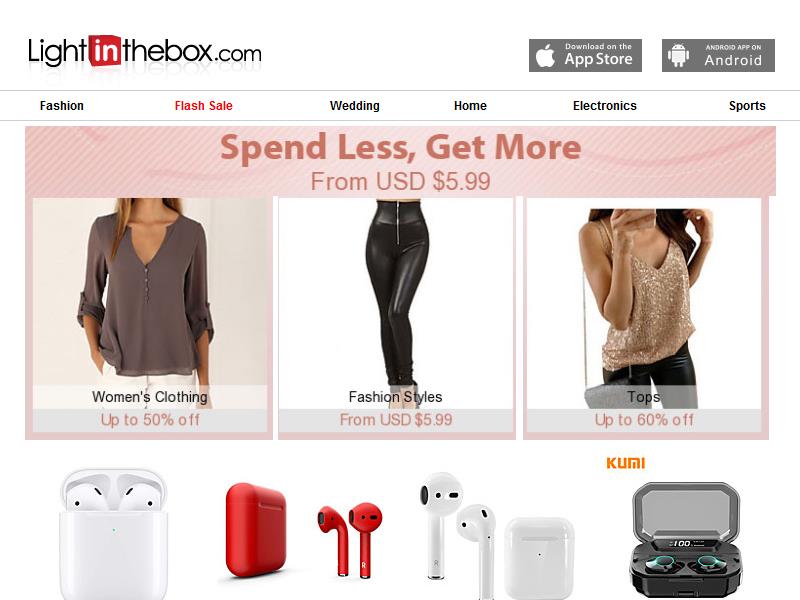 Lightinthebox.com
Download on the
App Store
ANDROID APP ON
Android
Fashion Flash Sale Wedding Home Electronics Sports
Spend Less, Get More
From USD $5.99
Women's Clothing
Up to 50% off
Fashion Styles
From USD $5.99
Tops
Up to 60% off
KUMI
R
R
100